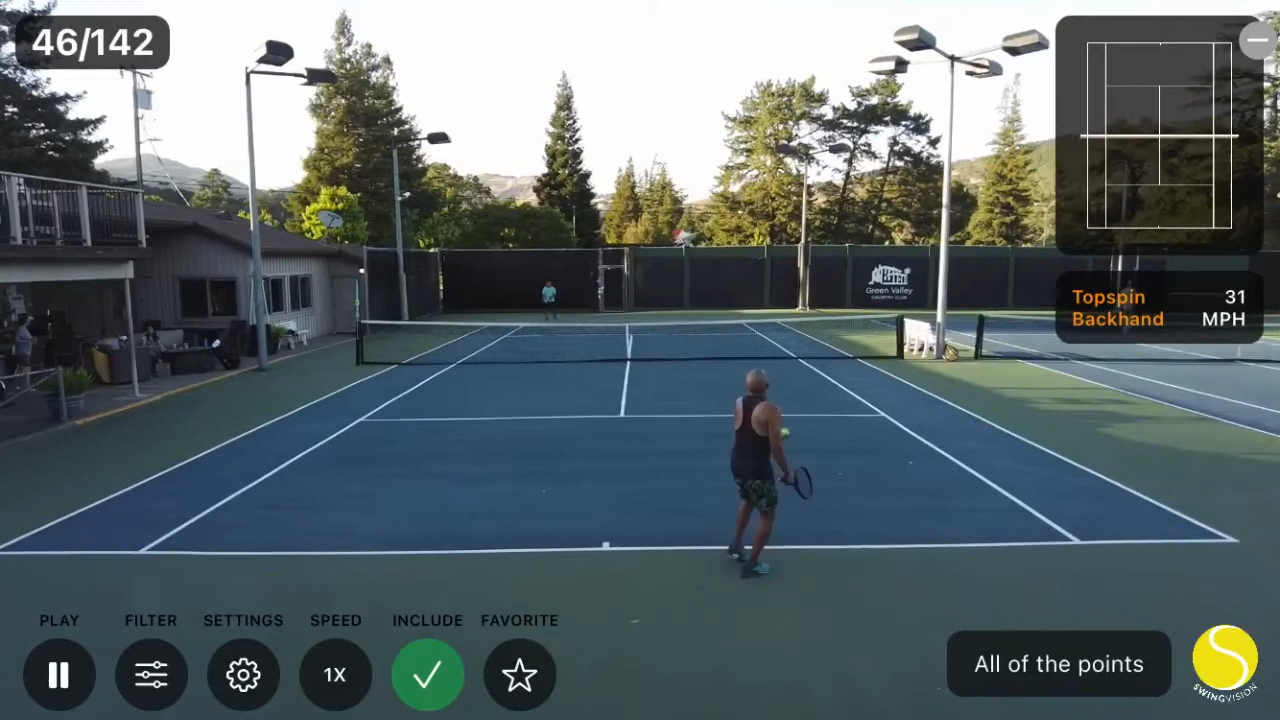 46/142
Topspin 31
Backhand MPH
Green Valley
COUNTRY CLUB
PLAY FILTER SETTINGS SPEED INCLUDE FAVORITE
1X
All of the points
SWINGVISION